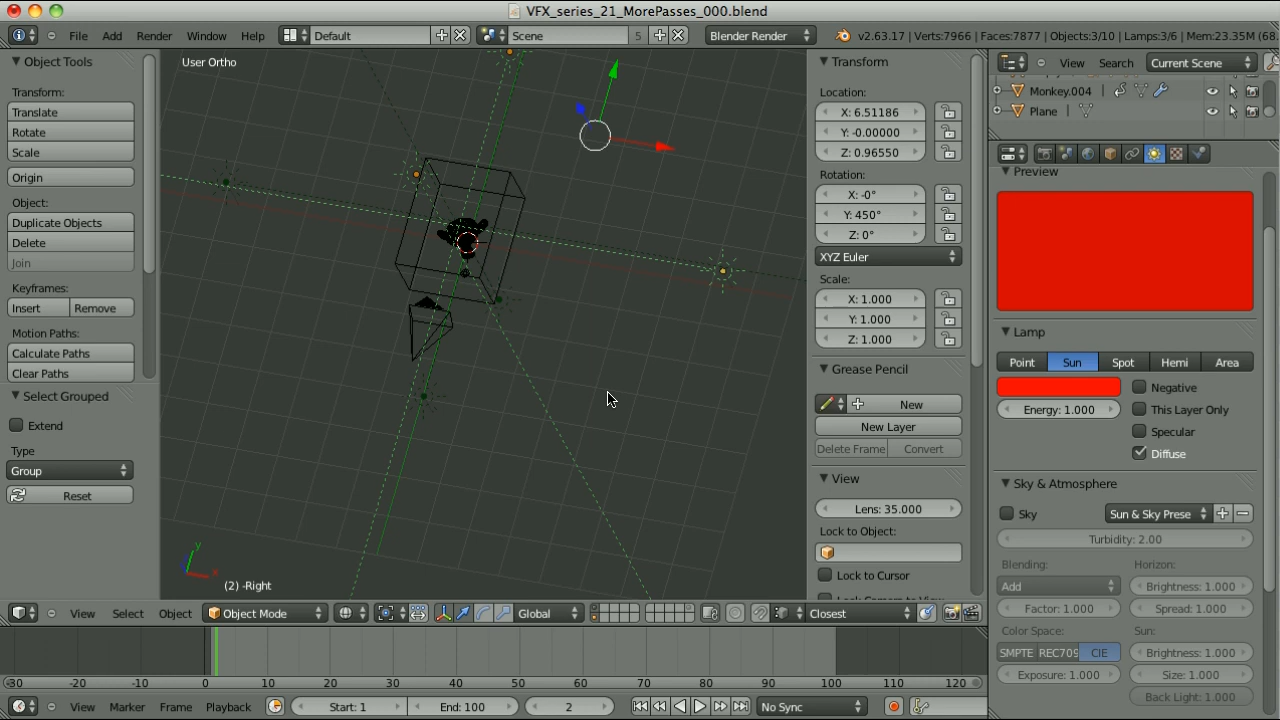 VFX_series_21_MorePasses_000.blend
File Add Render Window Help Default Scene 5 Blender Render v2.63.17 | Verts:7966 | Faces:7877 | Objects:3/10 | Lamps:3/6 | Mem:23.35M (68.
Object Tools
Transform:
Translate
Rotate
Scale
Origin
Object:
Duplicate Objects
Delete
Join
Keyframes:
Insert Remove
Motion Paths:
Calculate Paths
Clear Paths
Select Grouped
Extend
Type
Group
Reset
User Ortho
y
x
(2) -Right
Transform
Location:
X: 6.51186
Y: -0.00000
Z: 0.96550
Rotation:
X: -0°
Y: 450°
Z: 0°
XYZ Euler
Scale:
X: 1.000
Y: 1.000
Z: 1.000
Grease Pencil
New
New Layer
Delete Frame Convert
View
Lens: 35.000
Lock to Object:
Lock to Cursor
View Search Current Scene
Monkey.004
Plane
Preview
Lamp
Point Sun Spot Hemi Area
Negative
Energy: 1.000 This Layer Only
Specular
Diffuse
Sky & Atmosphere
Sky Sun & Sky Prese
Turbidity: 2.00
Blending: Horizon:
Add Brightness: 1.000
Factor: 1.000 Spread: 1.000
Color Space: Sun:
SMPTE REC709 CIE Brightness: 1.000
Exposure: 1.000 Size: 1.000
Back Light: 1.000
View Select Object Object Mode Global Closest
-30 -20 -10 0 10 20 30 40 50 60 70 80 90 100 110 120
View Marker Frame Playback Start: 1 End: 100 2 No Sync